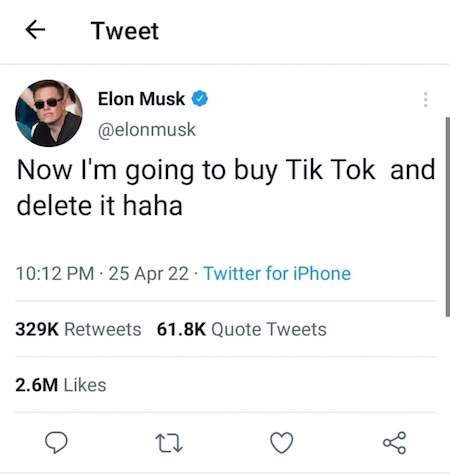 Tweet
Elon Musk
@elonmusk
Now I'm going to buy Tik Tok  and
delete it haha
10:12 PM · 25 Apr 22 · Twitter for iPhone
329K Retweets 61.8K Quote Tweets
2.6M Likes